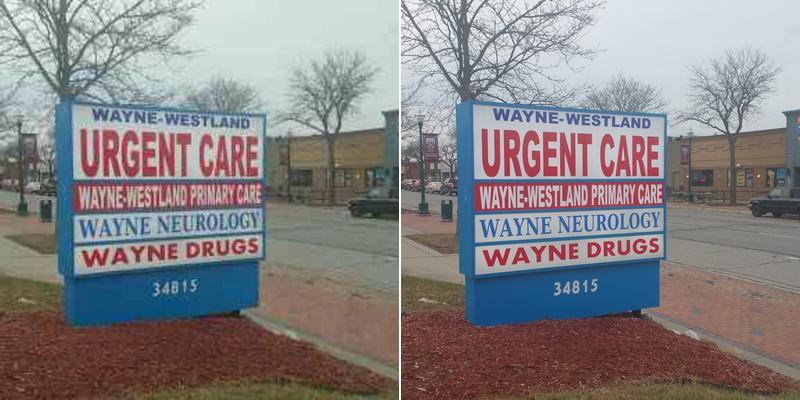 WAYNE-WESTLAND
URGENT CARE
WAYNE-WESTLAND PRIMARY CARE
WAYNE NEUROLOGY
WAYNE DRUGS
34815
WAYNE-WESTLAND
URGENT CARE
WAYNE-WESTLAND PRIMARY CARE
WAYNE NEUROLOGY
WAYNE DRUGS
34815